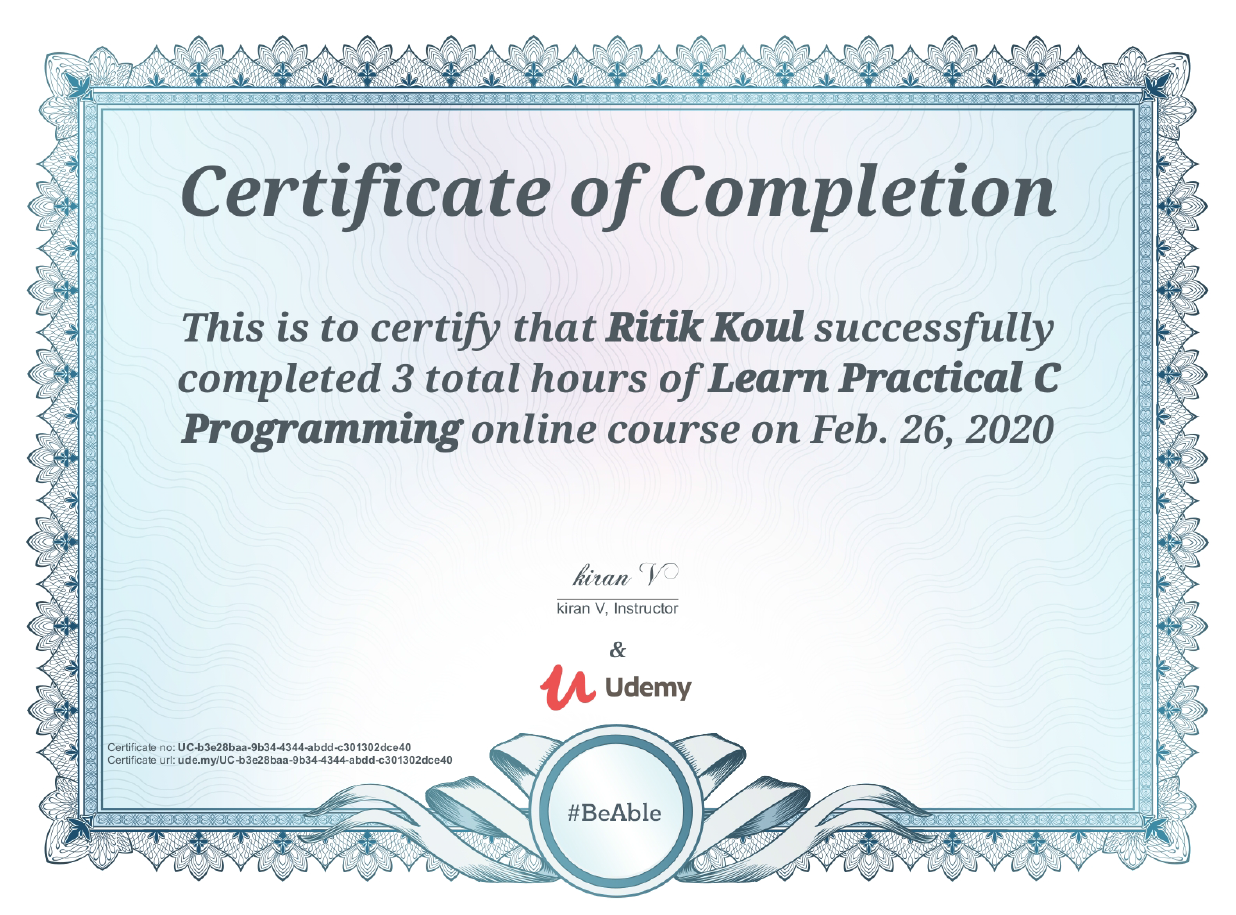 Certificate of Completion
This is to certify that Ritik Koul successfully
completed 3 total hours of Learn Practical C
Programming online course on Feb. 26, 2020
kiran V
kiran V, Instructor
&
Udemy
Certificate no: UC-b3e28baa-9b34-4344-abdd-c301302dce40
Certificate url: ude.my/UC-b3e28baa-9b34-4344-abdd-c301302dce40
#BeAble